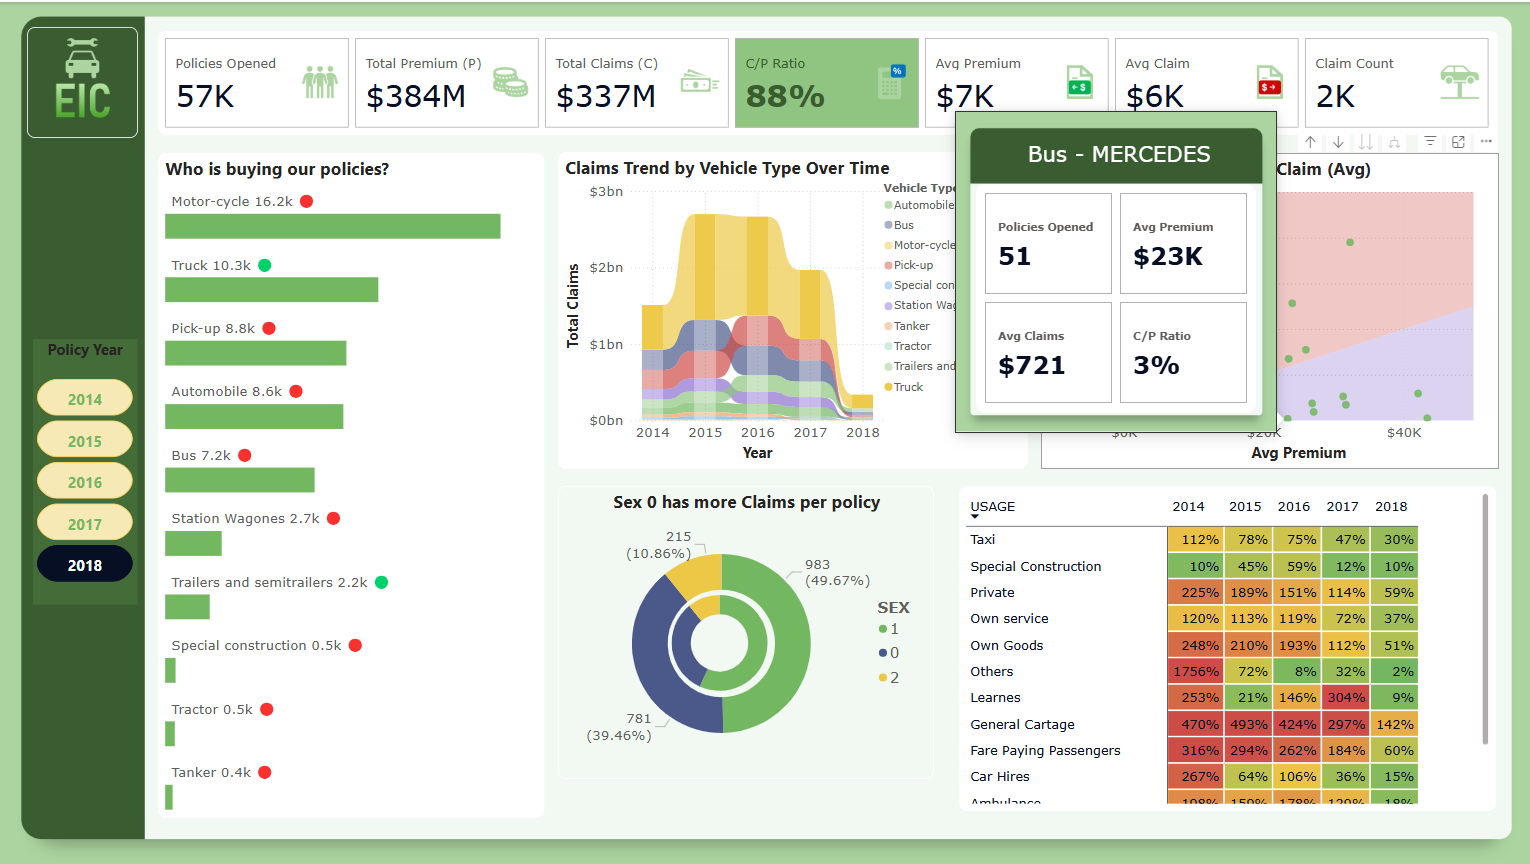 EIC
Policies Opened
57K
Total Premium (P)
$384M
Total Claims (C)
$337M
C/P Ratio
88%
%
Avg Premium
$7K
$
Avg Claim
$6K
$
Claim Count
2K
Policy Year
2014
2015
2016
2017
2018
Who is buying our policies?
Motor-cycle 16.2k
Truck 10.3k
Pick-up 8.8k
Automobile 8.6k
Bus 7.2k
Station Wagones 2.7k
Trailers and semitrailers 2.2k
Special construction 0.5k
Tractor 0.5k
Tanker 0.4k
Claims Trend by Vehicle Type Over Time
Total Claims
$3bn
$2bn
$1bn
$0bn
2014 2015 2016 2017 2018
Year
Vehicle Type
Automobile
Bus
Motor-cycle
Pick-up
Special con
Station Wag
Tanker
Tractor
Trailers and
Truck
Bus - MERCEDES
Policies Opened
51
Avg Premium
$23K
Avg Claims
$721
C/P Ratio
3%
Claim (Avg)
$0K $20K $40K
Avg Premium
Sex 0 has more Claims per policy
215
(10.86%)
983
(49.67%)
781
(39.46%)
SEX
1
0
2
USAGE 2014 2015 2016 2017 2018
Taxi 112% 78% 75% 47% 30%
Special Construction 10% 45% 59% 12% 10%
Private 225% 189% 151% 114% 59%
Own service 120% 113% 119% 72% 37%
Own Goods 248% 210% 193% 112% 51%
Others 1756% 72% 8% 32% 2%
Learnes 253% 21% 146% 304% 9%
General Cartage 470% 493% 424% 297% 142%
Fare Paying Passengers 316% 294% 262% 184% 60%
Car Hires 267% 64% 106% 36% 15%
Ambulance 198% 159% 178% 129% 18%